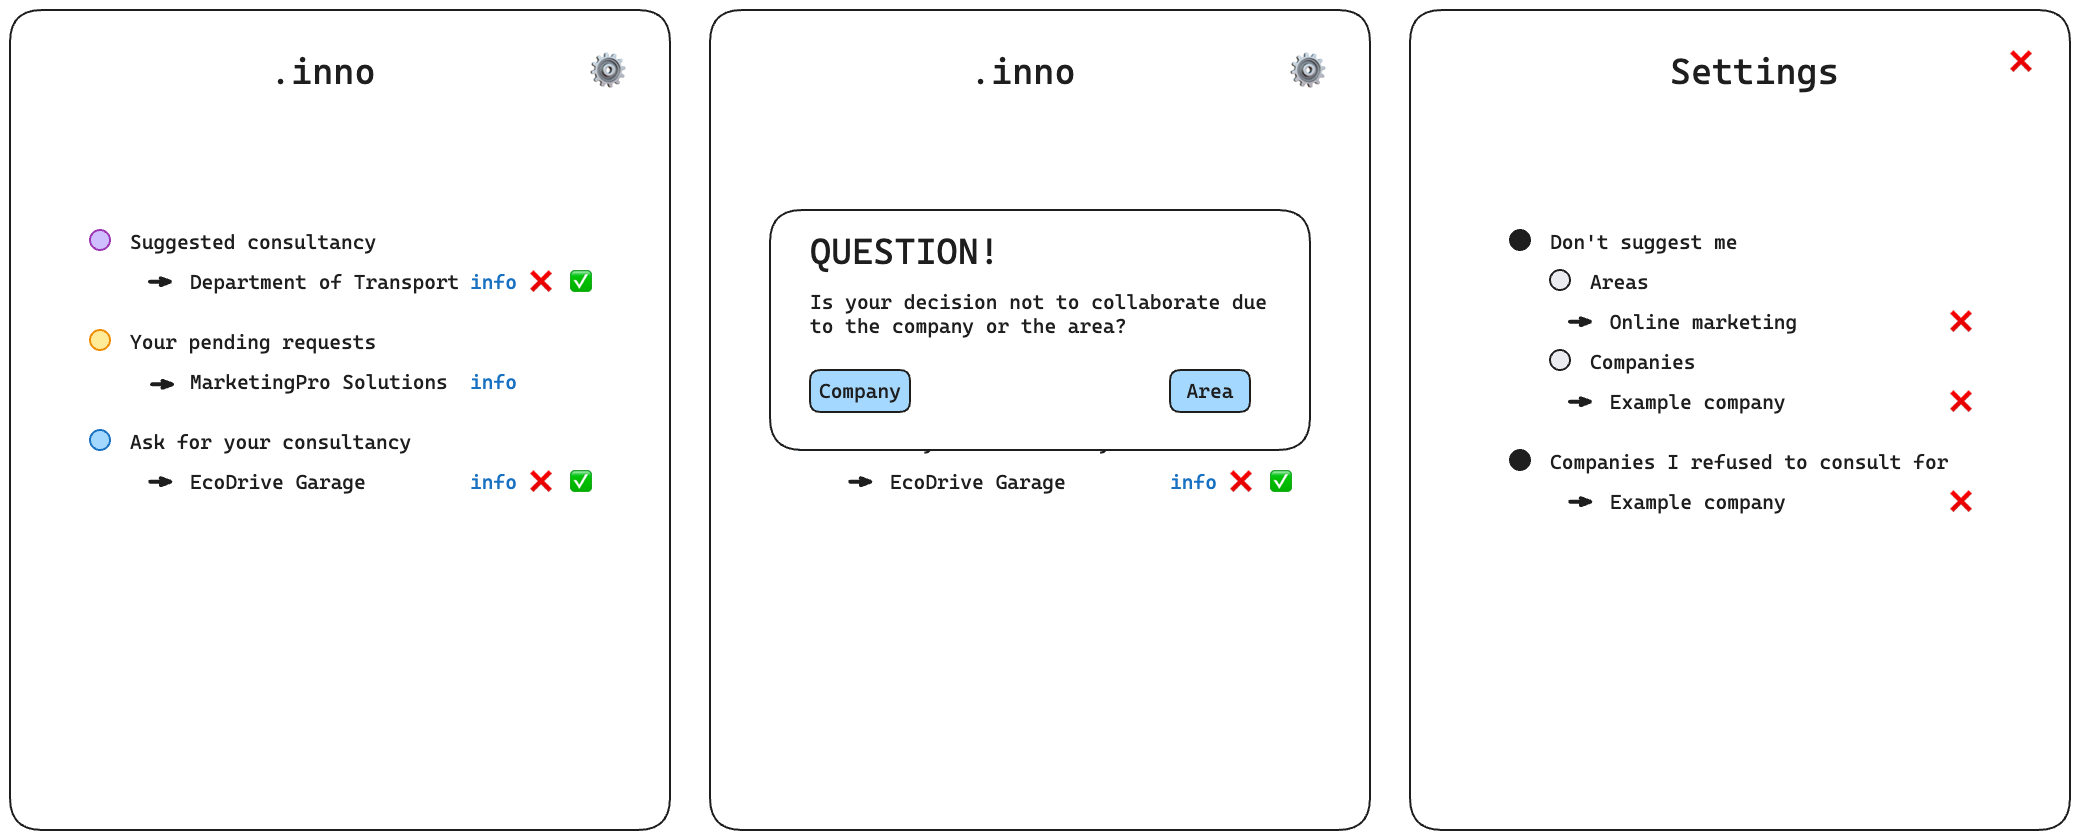 .inno
Suggested consultancy
Department of Transport info
Your pending requests
MarketingPro Solutions info
Ask for your consultancy
EcoDrive Garage info
.inno
QUESTION!
Is your decision not to collaborate due
to the company or the area?
Company Area
EcoDrive Garage info
Settings
Don't suggest me
Areas
Online marketing
Companies
Example company
Companies I refused to consult for
Example company